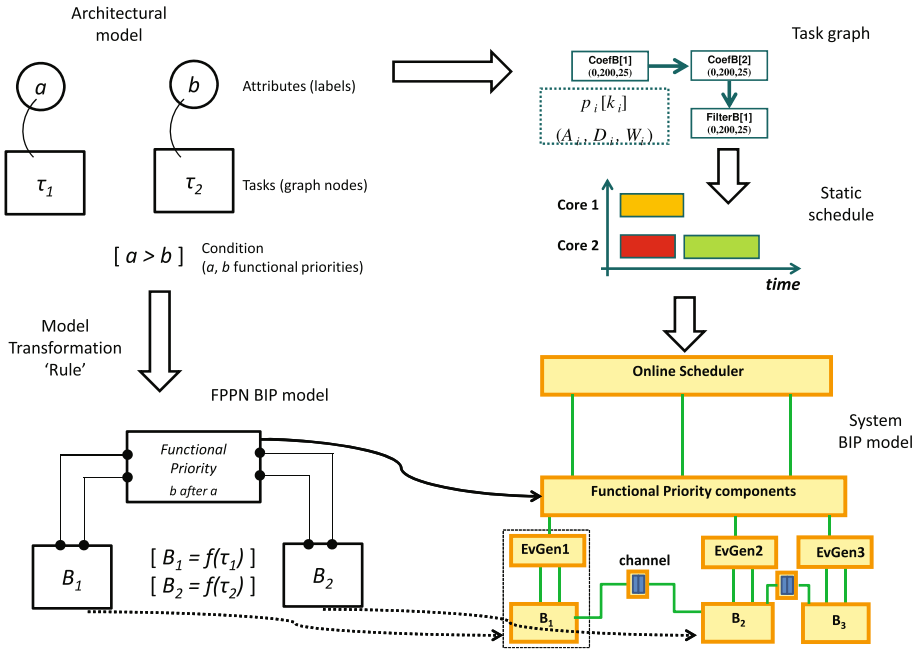 Architectural
model
a
b
Attributes (labels)
τ1
τ2
Tasks (graph nodes)
[ a > b ]
Condition
(a, b functional priorities)
Model
Transformation
‘Rule’
FPPN BIP model
Functional
Priority
b after a
B1
[ B1 = f(τ1) ]
[ B2 = f(τ2) ]
B2
Task graph
CoefB[1]
(0,200,25)
CoefB[2]
(0,200,25)
pi [ki]
(Ai, Di, Wi)
FilterB[1]
(0,200,25)
Static
schedule
Core 1
Core 2
time
Online Scheduler
System
BIP model
Functional Priority components
EvGen1
EvGen2
EvGen3
channel
B1
B2
B3